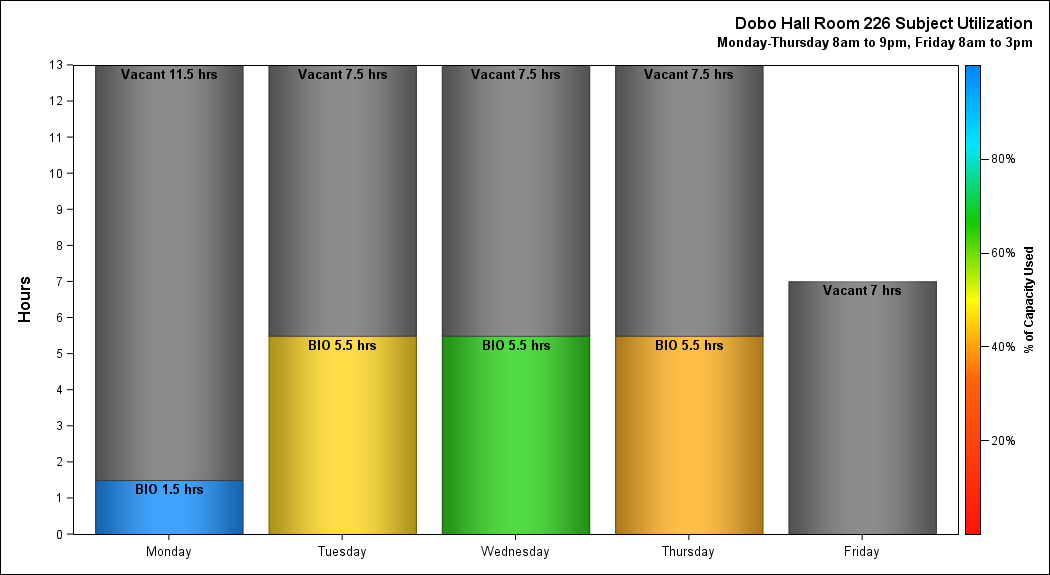 Dobo Hall Room 226 Subject Utilization
Monday-Thursday 8am to 9pm, Friday 8am to 3pm
Hours
13
12
11
10
9
8
7
6
5
4
3
2
1
0
Vacant 11.5 hrs
Vacant 7.5 hrs
Vacant 7.5 hrs
Vacant 7.5 hrs
Vacant 7 hrs
BIO 5.5 hrs
BIO 5.5 hrs
BIO 5.5 hrs
BIO 1.5 hrs
Monday
Tuesday
Wednesday
Thursday
Friday
80%
60%
40%
20%
% of Capacity Used